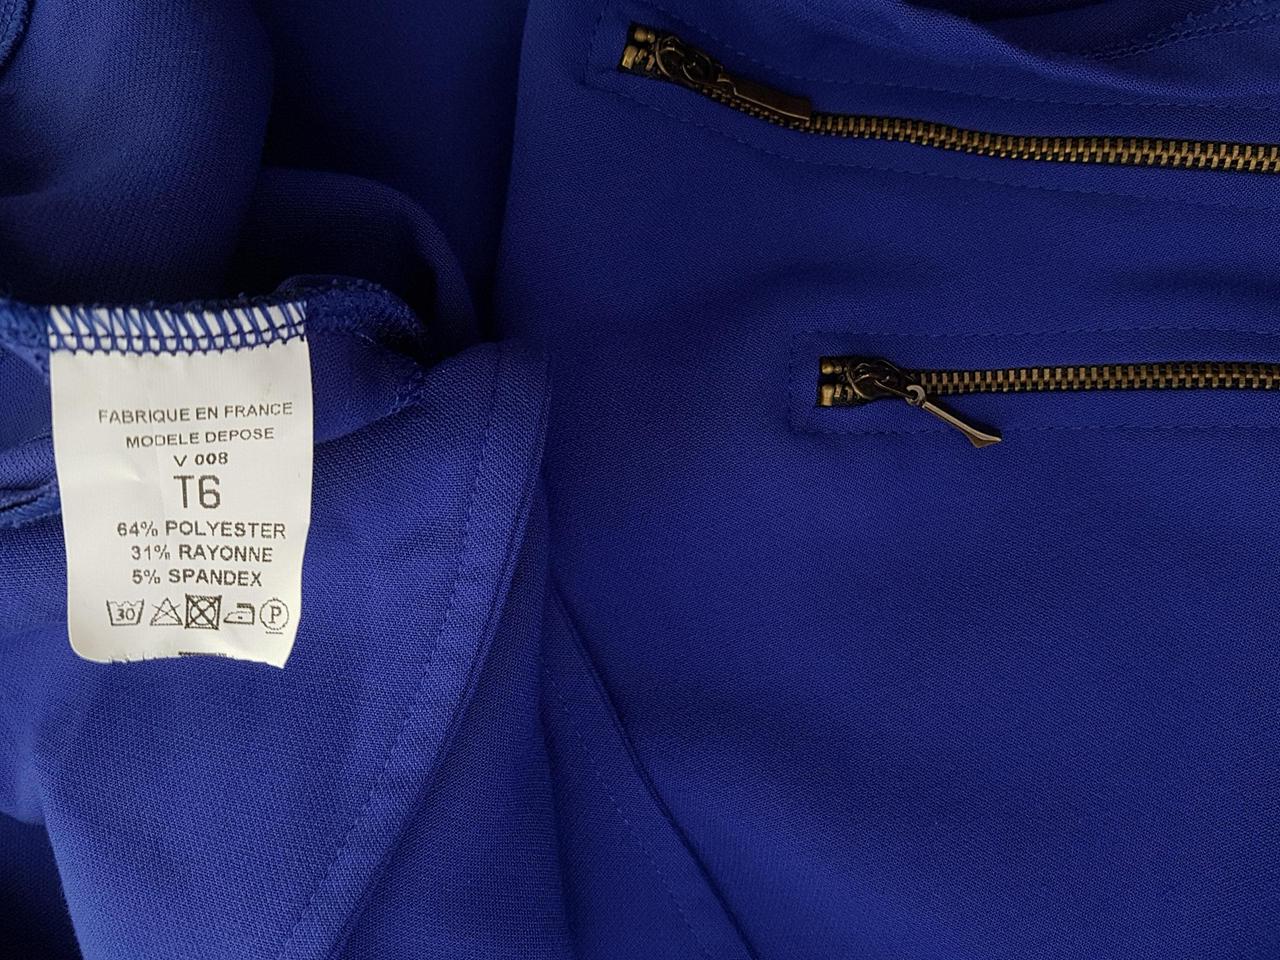 FABRIQUE EN FRANCE
MODELE DEPOSE
V 008
T6
64% POLYESTER
31% RAYONNE
5% SPANDEX
30 P